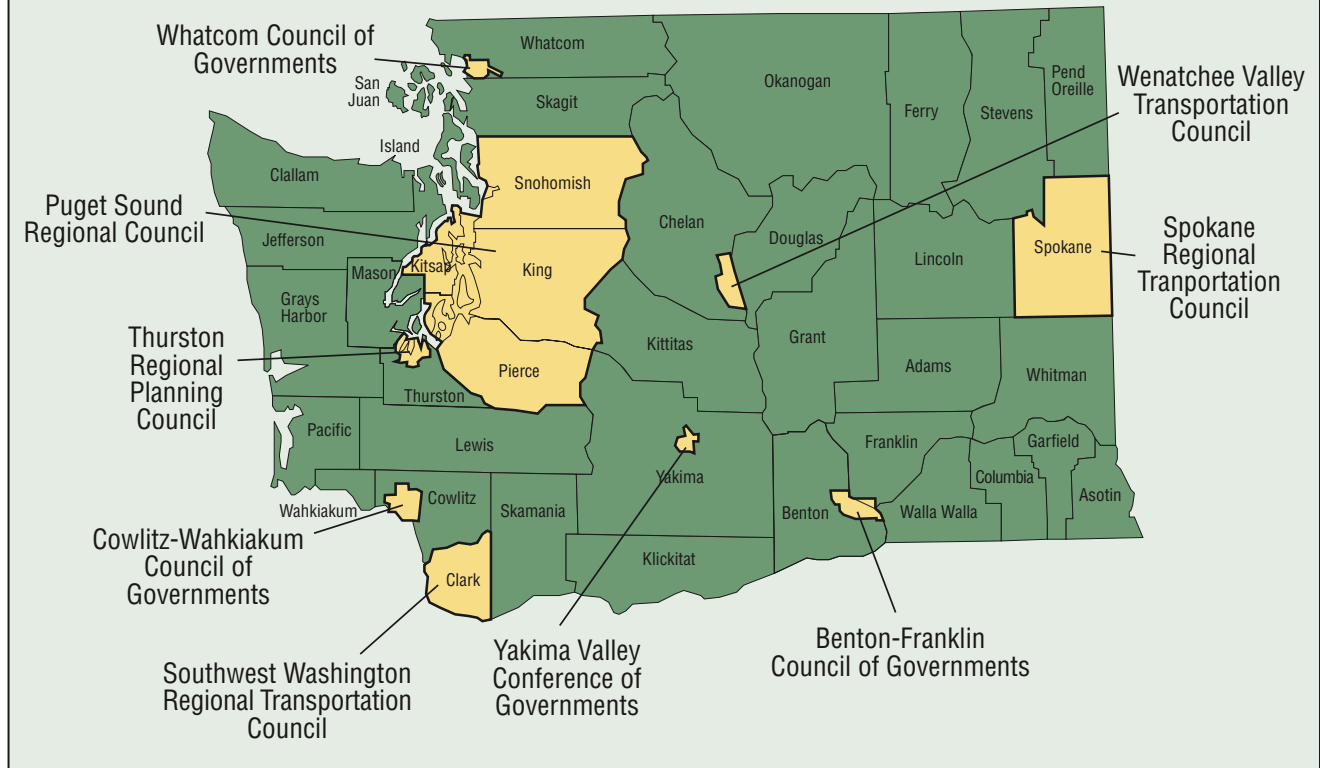 Whatcom Council of
Governments
Whatcom
San
Juan
Skagit
Okanogan
Ferry
Stevens
Pend
Oreille
Wenatchee Valley
Transportation
Council
Island
Clallam
Snohomish
Chelan
Douglas
Puget Sound
Regional Council
Jefferson
Mason
Kitsap
King
Lincoln
Spokane
Spokane
Regional
Tranportation
Council
Grays
Harbor
Thurston
Regional
Planning
Council
Thurston
Pierce
Kittitas
Grant
Adams
Whitman
Pacific
Lewis
Franklin
Garfield
Columbia
Asotin
Yakima
Wahkiakum
Cowlitz
Skamania
Benton
Walla Walla
Cowlitz-Wahkiakum
Council of
Governments
Clark
Klickitat
Southwest Washington
Regional Transportation
Council
Yakima Valley
Conference of
Governments
Benton-Franklin
Council of Governments